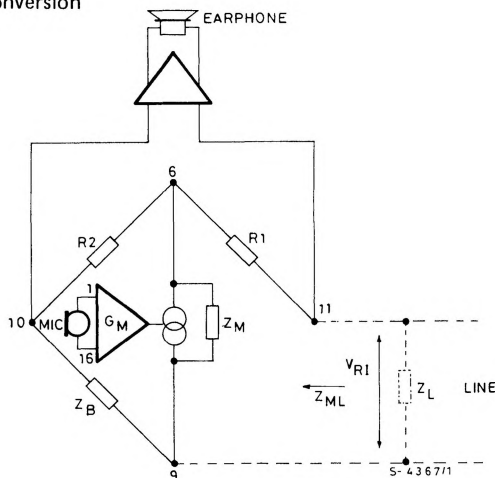 onversion
EARPHONE
6
R2
R1
1
10
MIC
G M
Z M
11
16
Z B
V RI
Z ML
Z L
LINE
9
S-4367/1